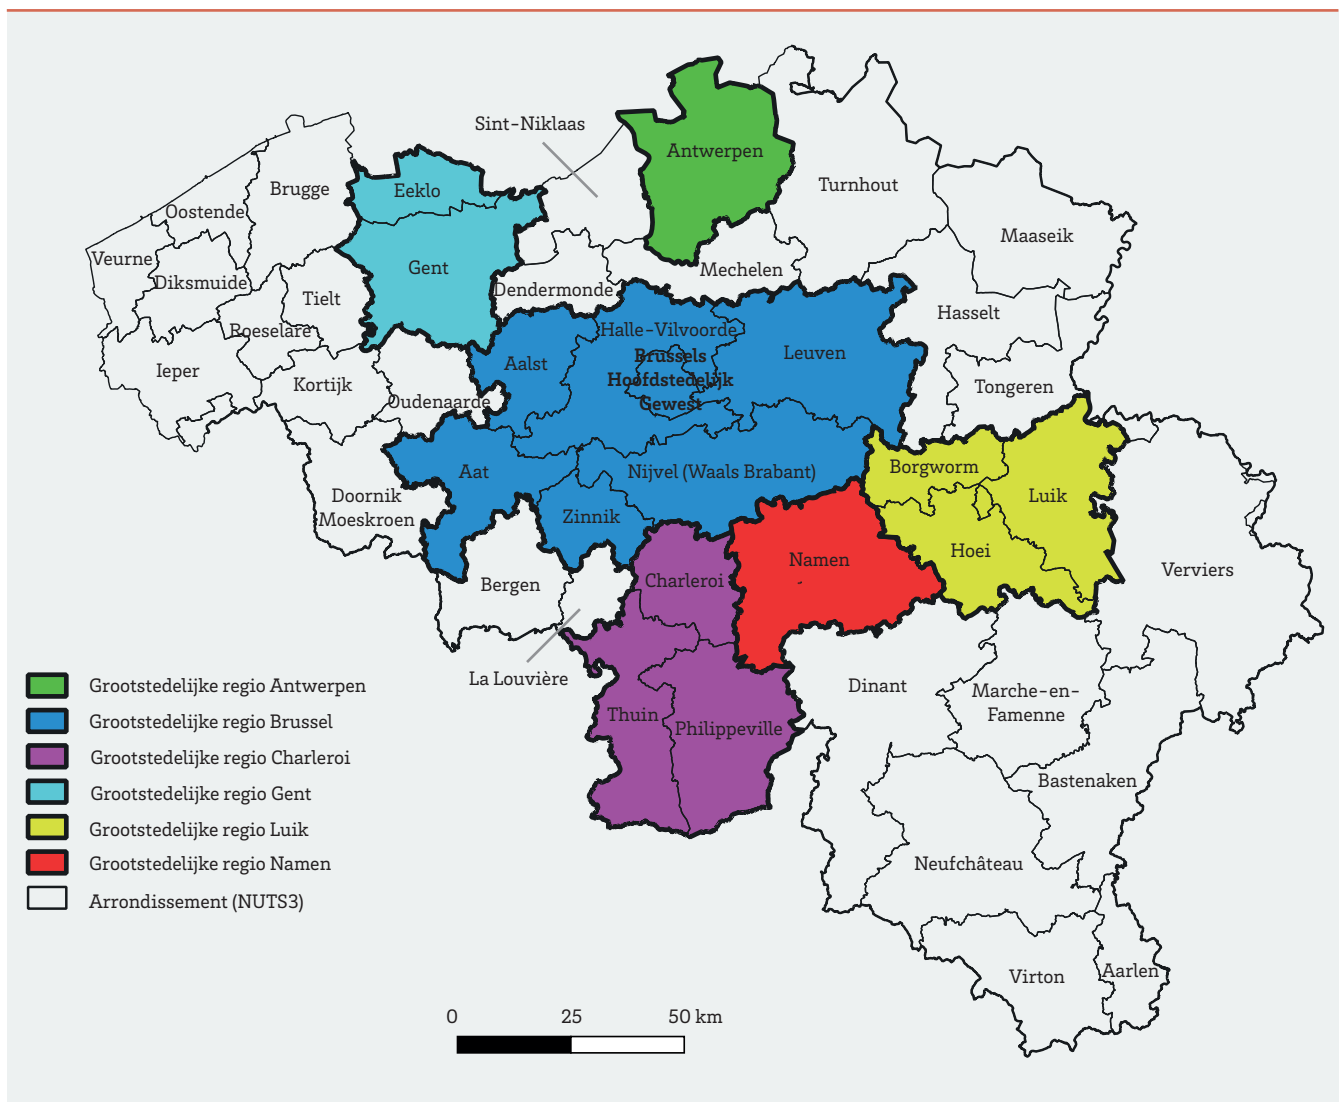 Sint-Niklaas
Antwerpen
Brugge
Eeklo
Turnhout
Oostende
Maaseik
Veurne
Gent
Mechelen
Diksmuide
Dendermonde
Tielt
Hasselt
Roeselare
Halle-Vilvoorde
Leuven
Brussels
Hoofdstedelijk
Gewest
Aalst
Ieper
Kortijk
Tongeren
Oudenaarde
Borgworm
Aat
Nijvel (Waals Brabant)
Doornik
Moeskroen
Luik
Zinnik
Hoei
Namen
Verviers
Bergen
Charleroi
La Louvière
Dinant
Marche-en-
Famenne
Thuin
Philippeville
Bastenaken
Neufchâteau
Virton
Aarlen
Grootstedelijke regio Antwerpen
Grootstedelijke regio Brussel
Grootstedelijke regio Charleroi
Grootstedelijke regio Gent
Grootstedelijke regio Luik
Grootstedelijke regio Namen
Arrondissement (NUTS3)
0 25 50 km